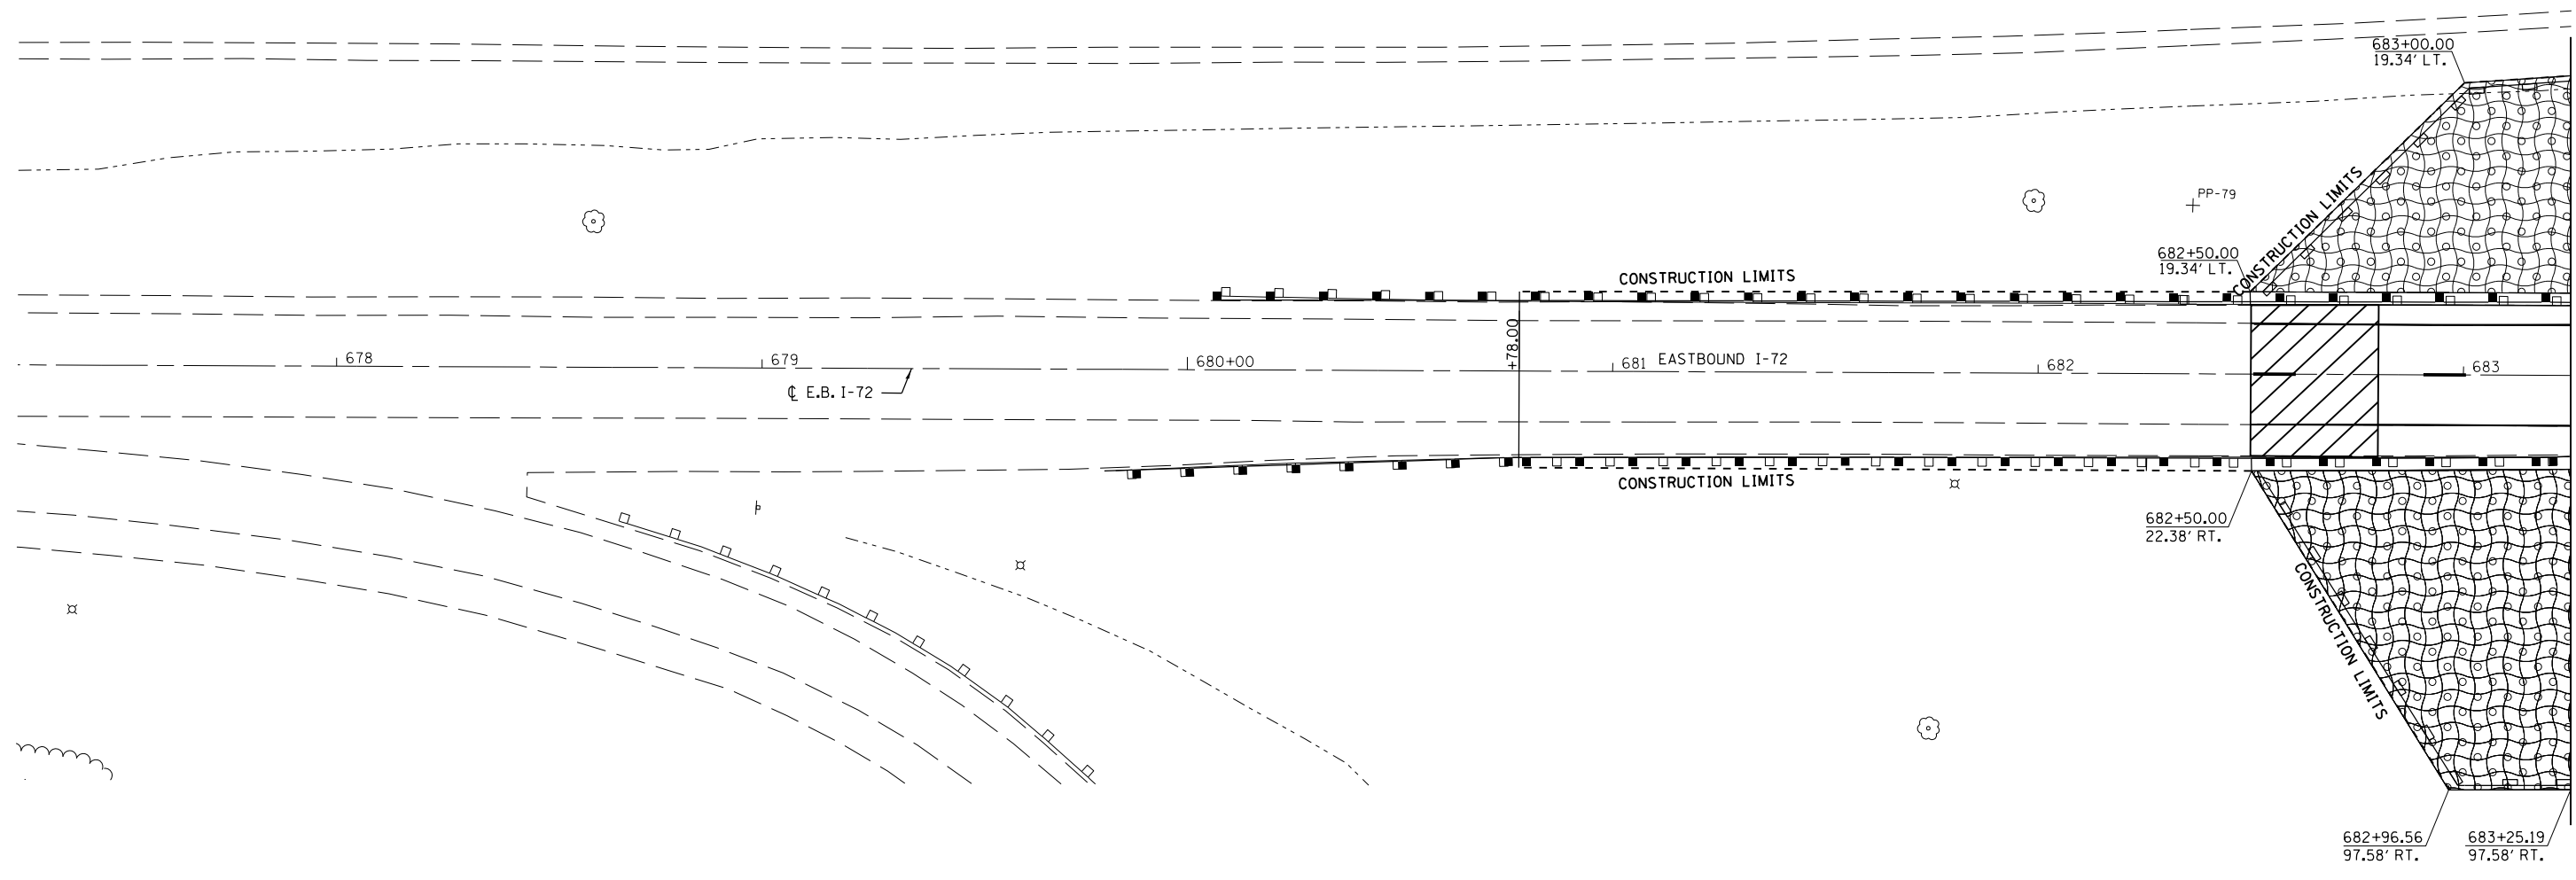 683+00.00
19.34' LT.
CONSTRUCTION LIMITS
PP-79
682+50.00
19.34' LT.
CONSTRUCTION LIMITS
+78.00
678
679
680+00
681
EASTBOUND I-72
682
683
℄ E.B. I-72
CONSTRUCTION LIMITS
682+50.00
22.38' RT.
CONSTRUCTION LIMITS
682+96.56
97.58' RT.
683+25.19
97.58' RT.